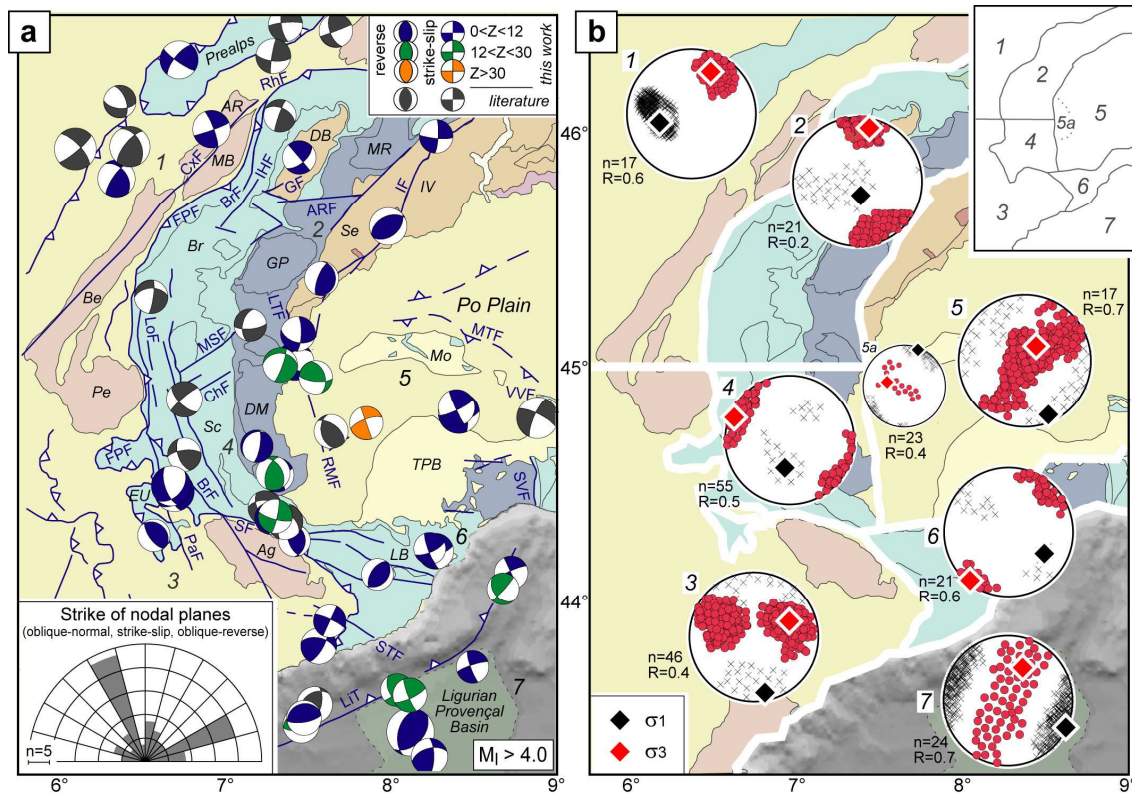 a
reverse
strike-slip
this work
0<Z<12
12<Z<30
Z>30
literature
Prealps
RhF
AR
1
CxF
MB
DB
MR
IHF
GF
BrF
IF
IV
FPF
ARF
2
Se
Br
GP
Be
LTF
Po Plain
LoF
MSF
MTF
Mo
5
Pe
ChF
VVF
DM
Sc
4
RMF
TPB
FPF
EU
BrF
SVF
SF
PaF
Ag
LB
6
3
STF
LiT
7
Ligurian
Provençal
Basin
Strike of nodal planes
(oblique-normal, strike-slip, oblique-reverse)
n=5
Ml > 4.0
6°
7°
8°
9°
b
46°
45°
44°
1
n=17
R=0.6
2
n=21
R=0.2
5
n=17
R=0.7
5a
n=23
R=0.4
4
n=55
R=0.5
6
n=21
R=0.6
3
n=46
R=0.4
7
n=24
R=0.7
1
2
5
5a
4
6
3
7
σ1
σ3
6°
7°
8°
9°